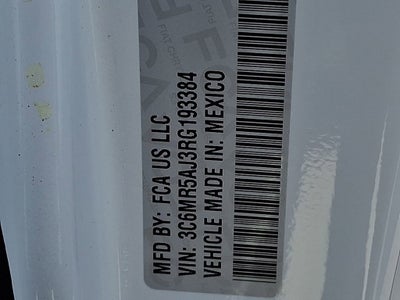 MFD BY: FCA US LLC
VIN: 3C6MR5AJ3RG193384
VEHICLE MADE IN: MEXICO